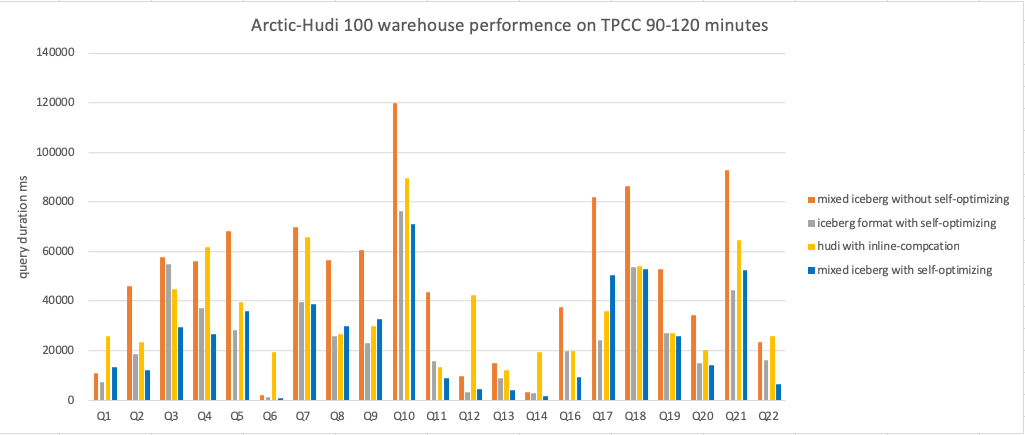 Arctic-Hudi 100 warehouse performence on TPCC 90-120 minutes
140000
120000
100000
80000
60000
40000
20000
0
query duration ms
Q1 Q2 Q3 Q4 Q5 Q6 Q7 Q8 Q9 Q10 Q11 Q12 Q13 Q14 Q16 Q17 Q18 Q19 Q20 Q21 Q22
mixed iceberg without self-optimizing
iceberg format with self-optimizing
hudi with inline-compcation
mixed iceberg with self-optimizing